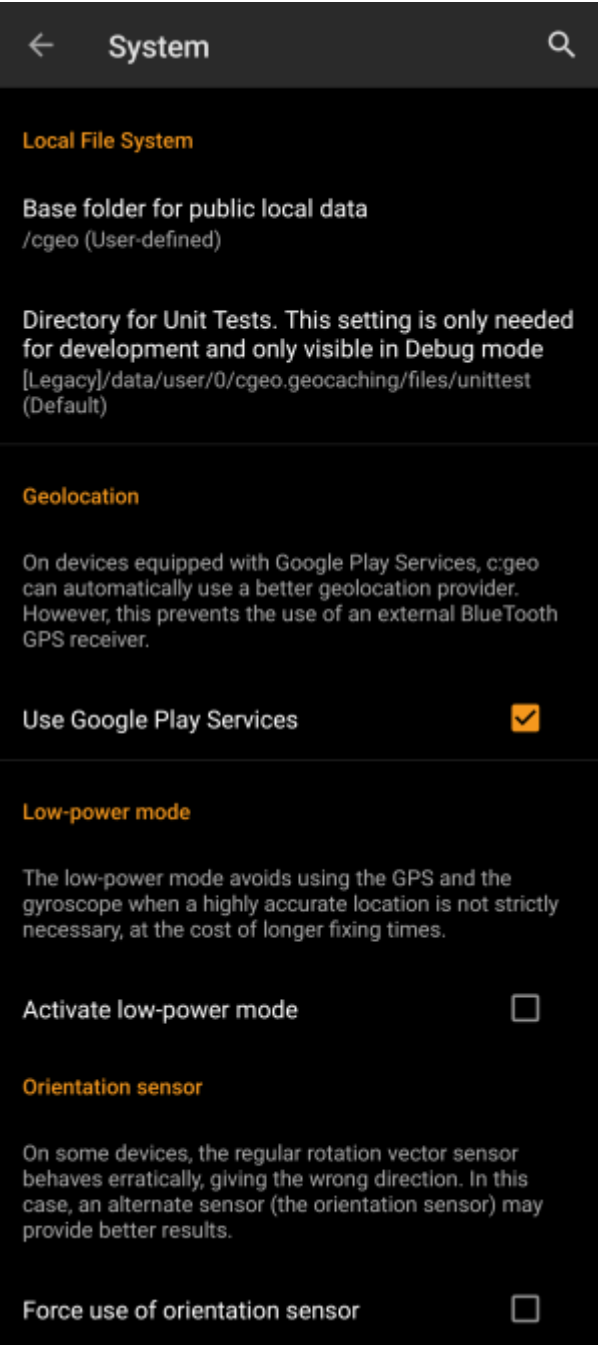 System
Local File System
Base folder for public local data
/cgeo (User-defined)
Directory for Unit Tests. This setting is only needed
for development and only visible in Debug mode
[Legacy]/data/user/0/cgeo.geocaching/files/unittest
(Default)
Geolocation
On devices equipped with Google Play Services, c:geo
can automatically use a better geolocation provider.
However, this prevents the use of an external BlueTooth
GPS receiver.
Use Google Play Services
Low-power mode
The low-power mode avoids using the GPS and the
gyroscope when a highly accurate location is not strictly
necessary, at the cost of longer fixing times.
Activate low-power mode
Orientation sensor
On some devices, the regular rotation vector sensor
behaves erratically, giving the wrong direction. In this
case, an alternate sensor (the orientation sensor) may
provide better results.
Force use of orientation sensor